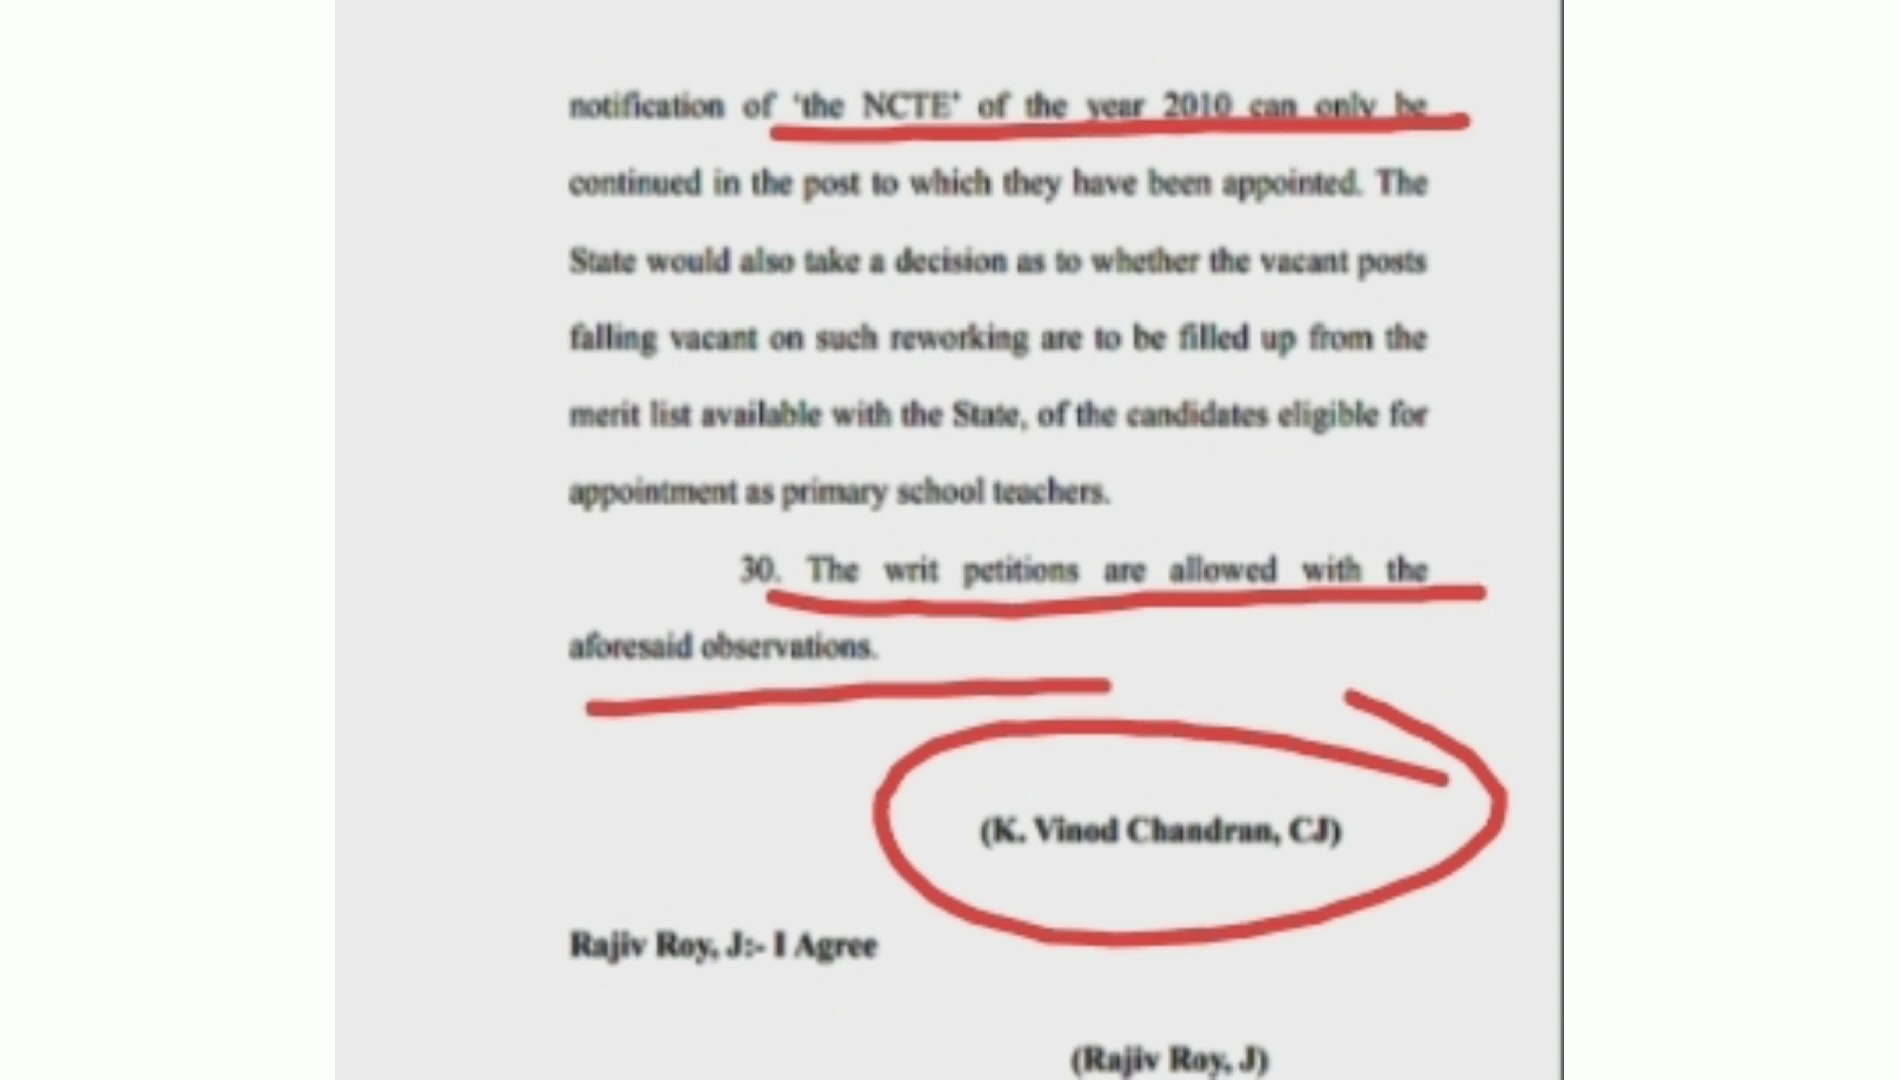 notification of ‘the NCTE’ of the year 2010 can only be
continued in the post to which they have been appointed. The
State would also take a decision as to whether the vacant posts
falling vacant on such reworking are to be filled up from the
merit list available with the State, of the candidates eligible for
appointment as primary school teachers.
30. The writ petitions are allowed with the
aforesaid observations.
(K. Vinod Chandran, CJ)
Rajiv Roy, J:- I Agree
(Rajiv Roy, J)